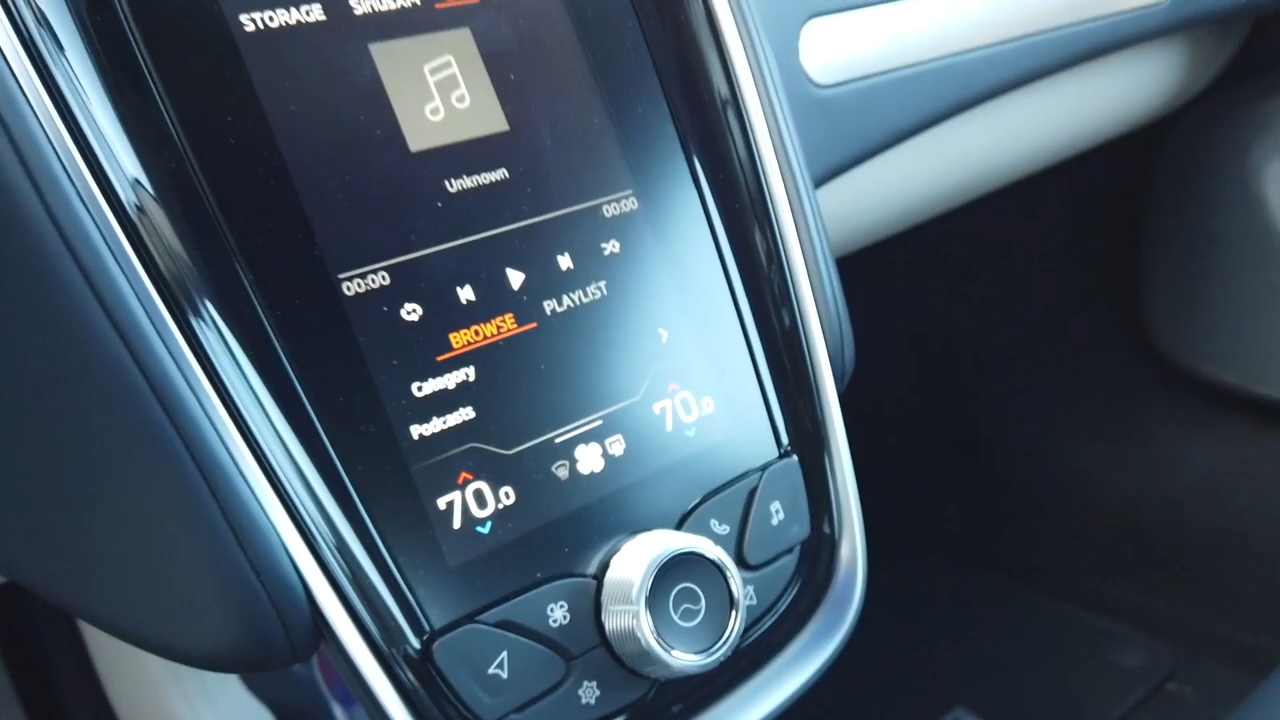 STORAGE SiriusXM
Unknown
00:00 00:00
BROWSE PLAYLIST
Category
Podcasts
70.0 70.0